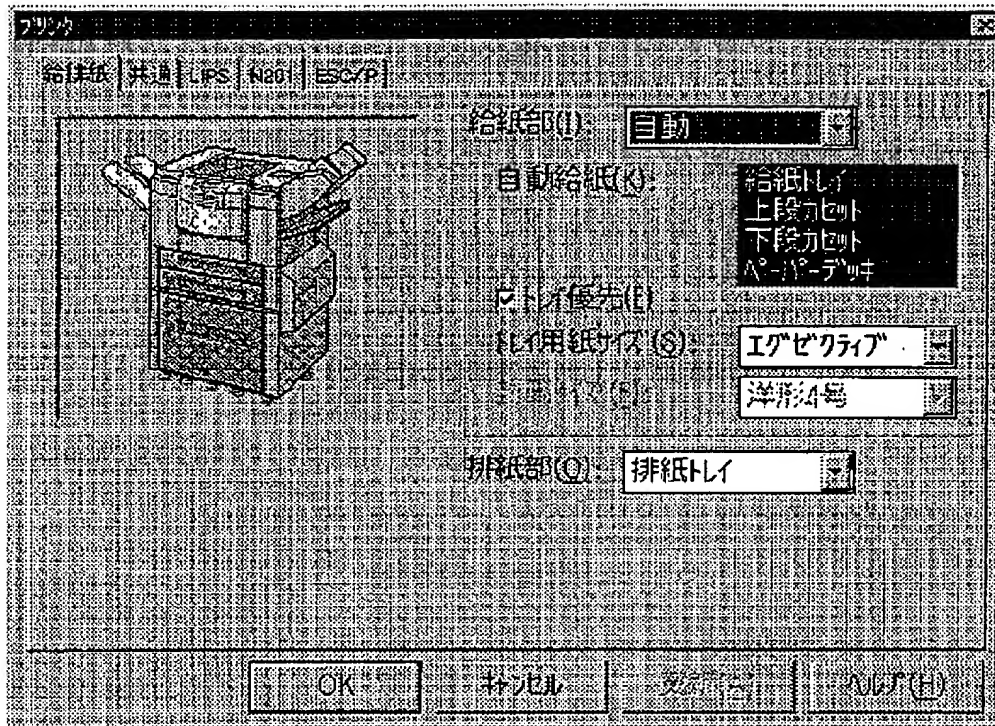 プリンタ
給排紙 共通 LIPS N201 ESC/P
給紙部(I): 自動
自動給紙(K): 給紙トレイ
上段カセット
下段カセット
ペーパーデッキ
トレイ優先(E)
トレイ用紙サイズ(S): エグゼクティブ
洋形4号
排紙部(O): 排紙トレイ
OK キャンセル ヘルプ(H)